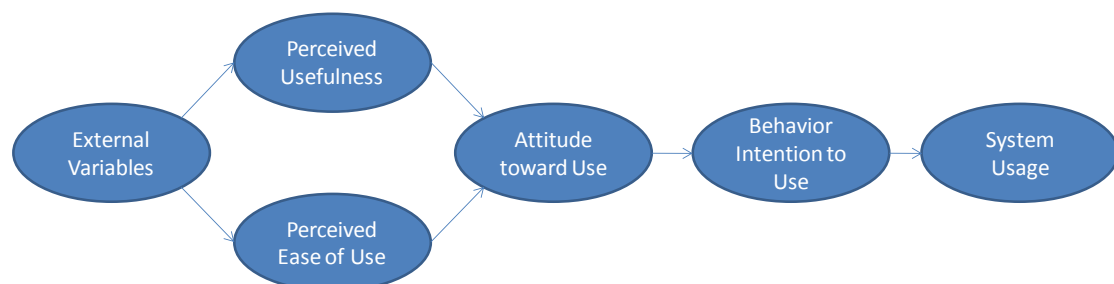 External
Variables
Perceived
Usefulness
Perceived
Ease of Use
Attitude
toward Use
Behavior
Intention to
Use
System
Usage